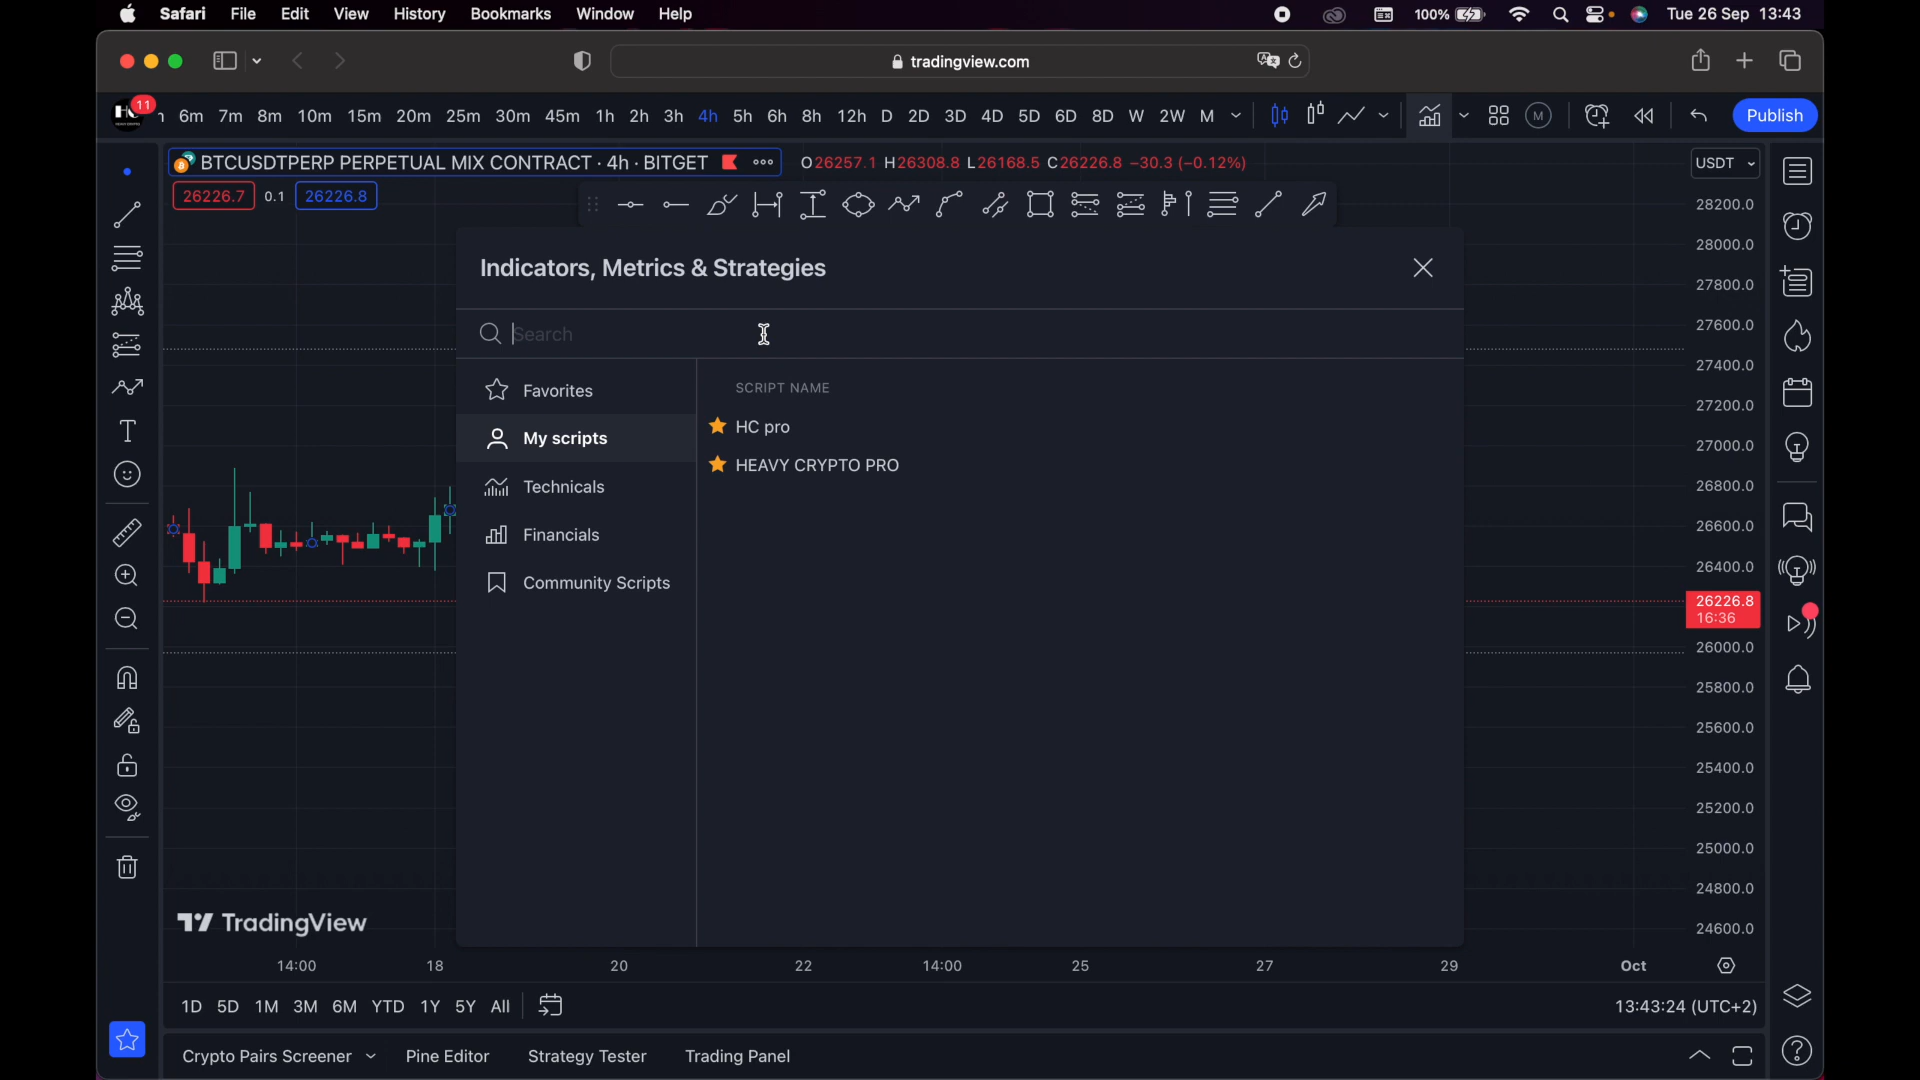 Safari File Edit View History Bookmarks Window Help 100% Tue 26 Sep 13:43
tradingview.com
11 6m 7m 8m 10m 15m 20m 25m 30m 45m 1h 2h 3h 4h 5h 6h 8h 12h D 2D 3D 4D 5D 6D 8D W 2W M M Publish
BTCUSDTPERP PERPETUAL MIX CONTRACT · 4h · BITGET O26257.1 H26308.8 L26168.5 C26226.8 −30.3 (−0.12%) USDT
26226.7 0.1 26226.8
28200.0
28000.0
Indicators, Metrics & Strategies
27800.0
27600.0
Search
27400.0
Favorites
SCRIPT NAME
27200.0
HC pro
My scripts
27000.0
HEAVY CRYPTO PRO
26800.0
Technicals
26600.0
Financials
26400.0
Community Scripts
26226.8
16:36
26000.0
25800.0
25600.0
25400.0
25200.0
25000.0
24800.0
TradingView
24600.0
14:00 18 20 22 14:00 25 27 29 Oct
1D 5D 1M 3M 6M YTD 1Y 5Y All 13:43:24 (UTC+2)
Crypto Pairs Screener Pine Editor Strategy Tester Trading Panel